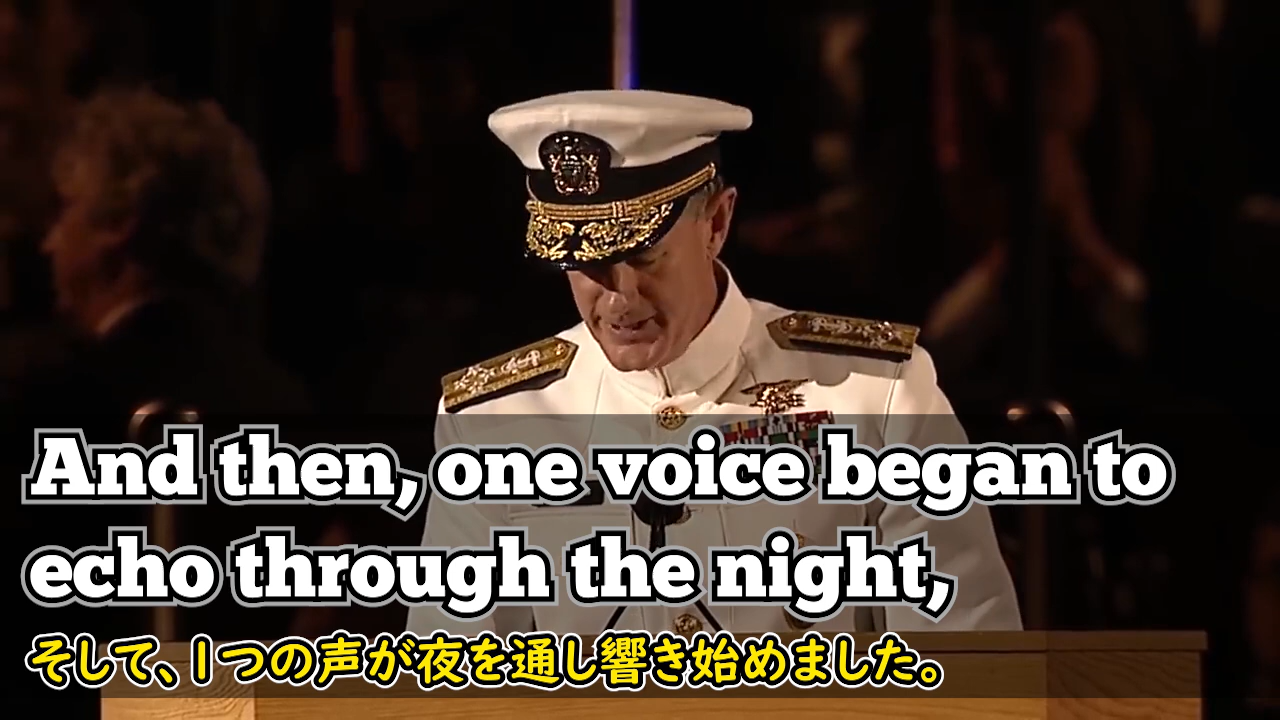 And then, one voice began to
echo through the night,
そして、1つの声が夜を通し響き始めました。